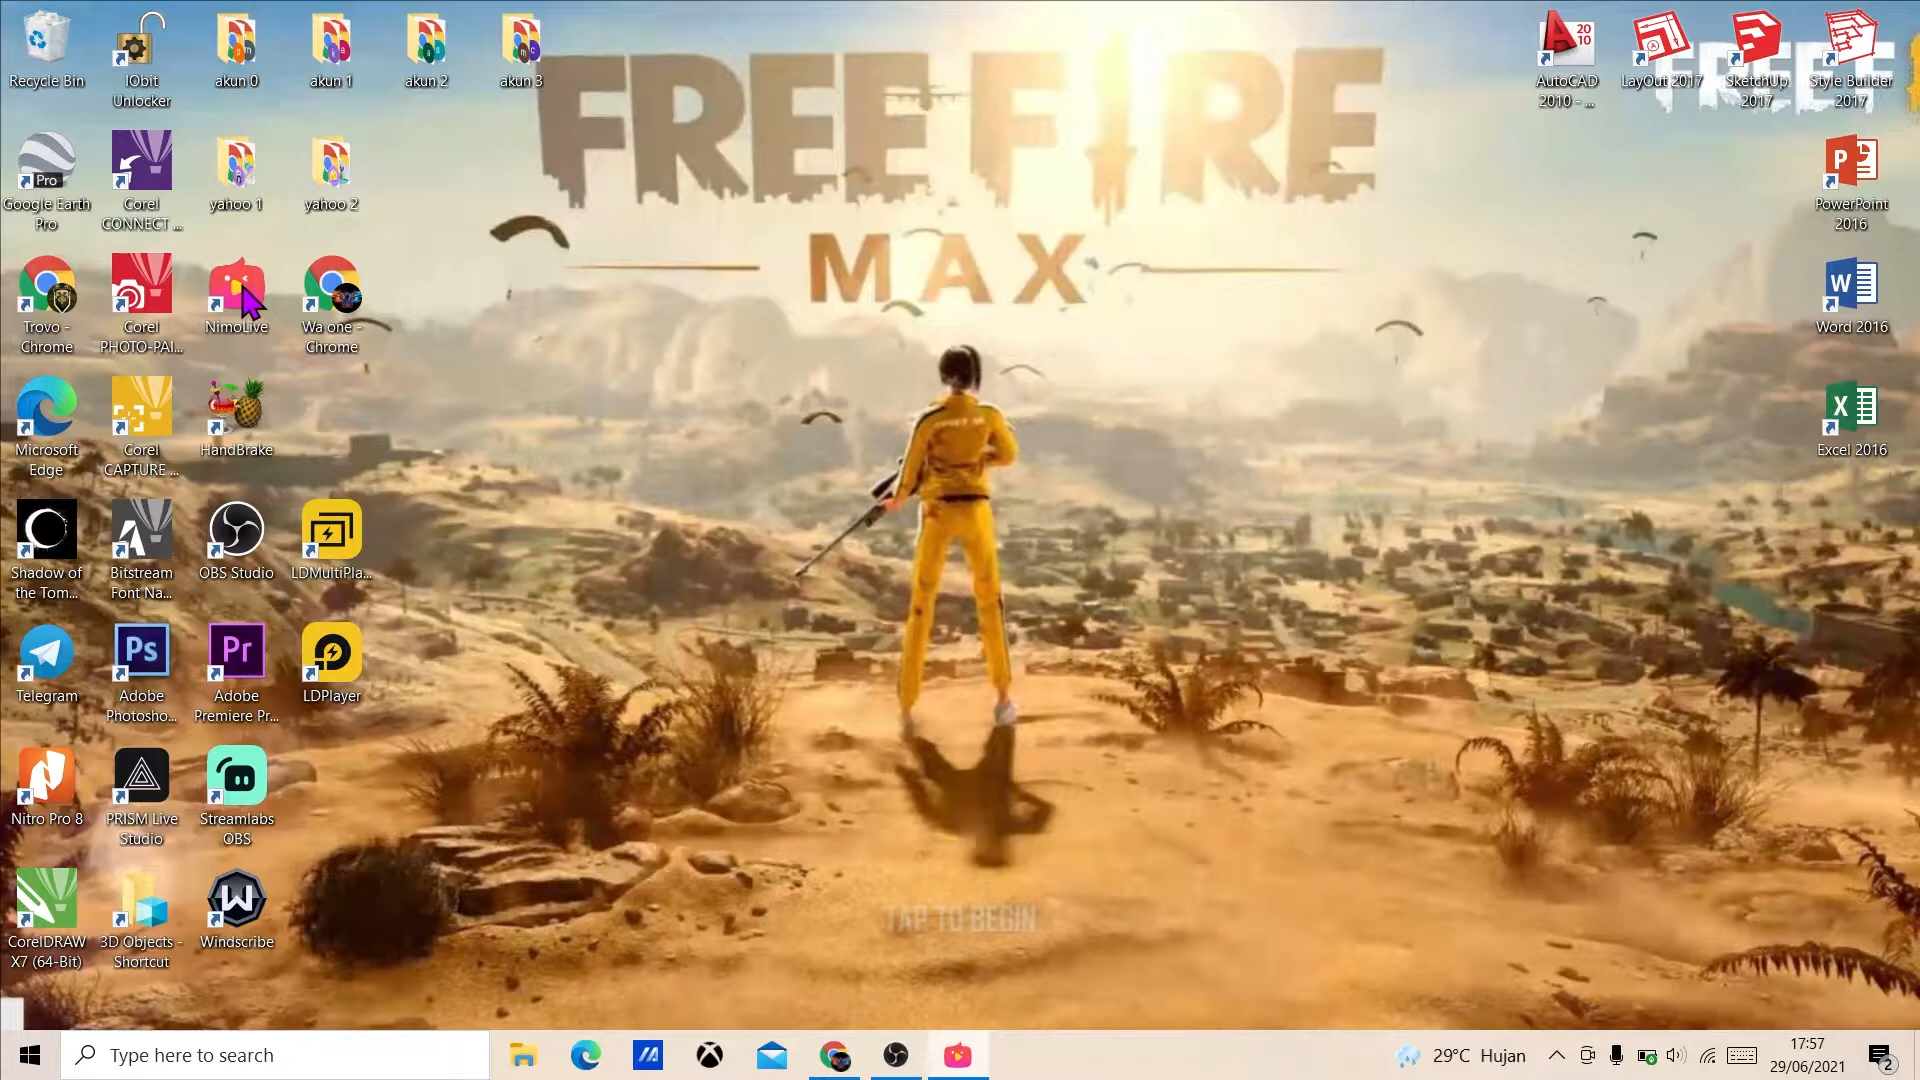 FREE FIRE
MAX
TAP TO BEGIN
FREE F
Recycle Bin
IObit
Unlocker
akun 0
akun 1
akun 2
akun 3
Pro
Google Earth
Pro
Corel
CONNECT ...
yahoo 1
yahoo 2
Trovo -
Chrome
Corel
PHOTO-PAI...
NimoLive
Wa one -
Chrome
Microsoft
Edge
Corel
CAPTURE ...
HandBrake
Shadow of
the Tom...
Bitstream
Font Na...
OBS Studio
LDMultiPla...
Telegram
Ps
Adobe
Photosho...
Pr
Adobe
Premiere Pr...
LDPlayer
Nitro Pro 8
PRISM Live
Studio
Streamlabs
OBS
CorelDRAW
X7 (64-Bit)
3D Objects -
Shortcut
Windscribe
20
10
AutoCAD
2010 - ...
LayOut 2017
SketchUp
2017
Style Builder
2017
PowerPoint
2016
Word 2016
Excel 2016
Type here to search
29°C Hujan
17:57
29/06/2021
2